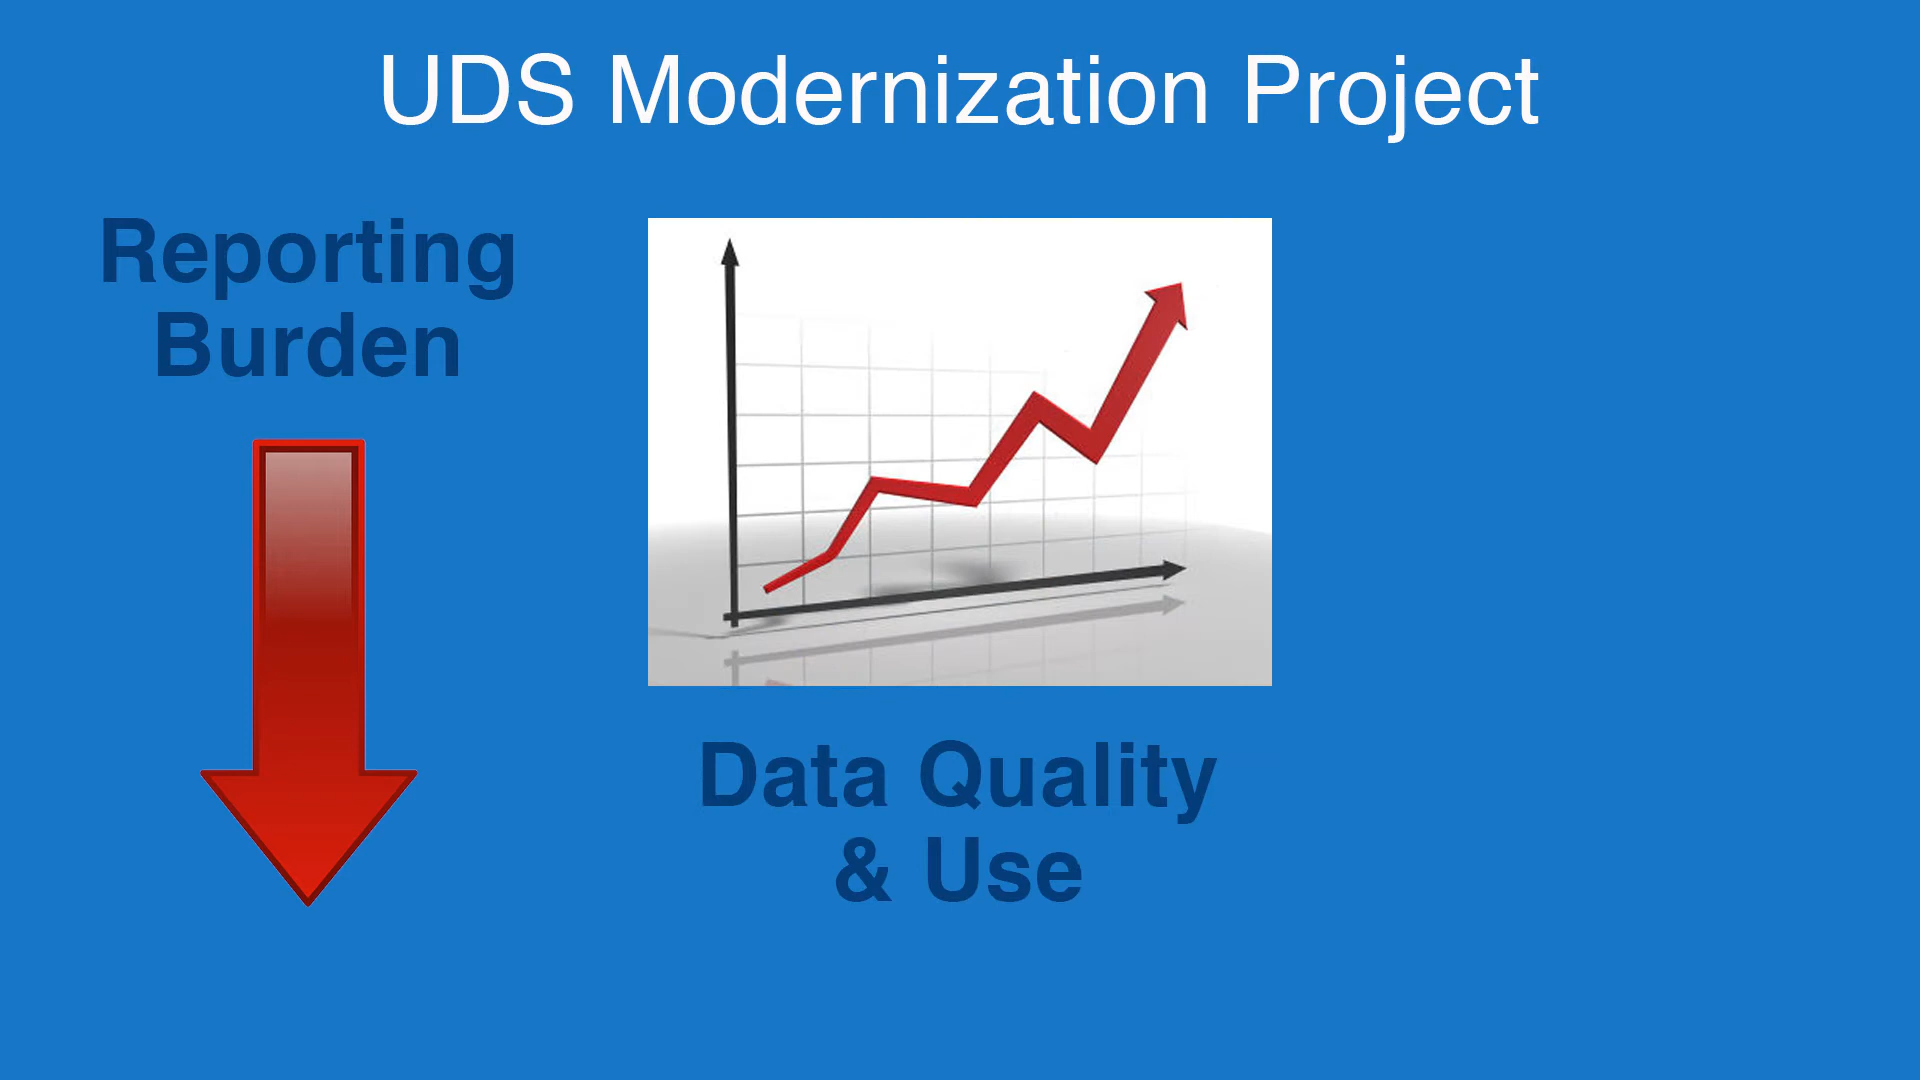 UDS Modernization Project
Reporting
Burden
Data Quality
& Use